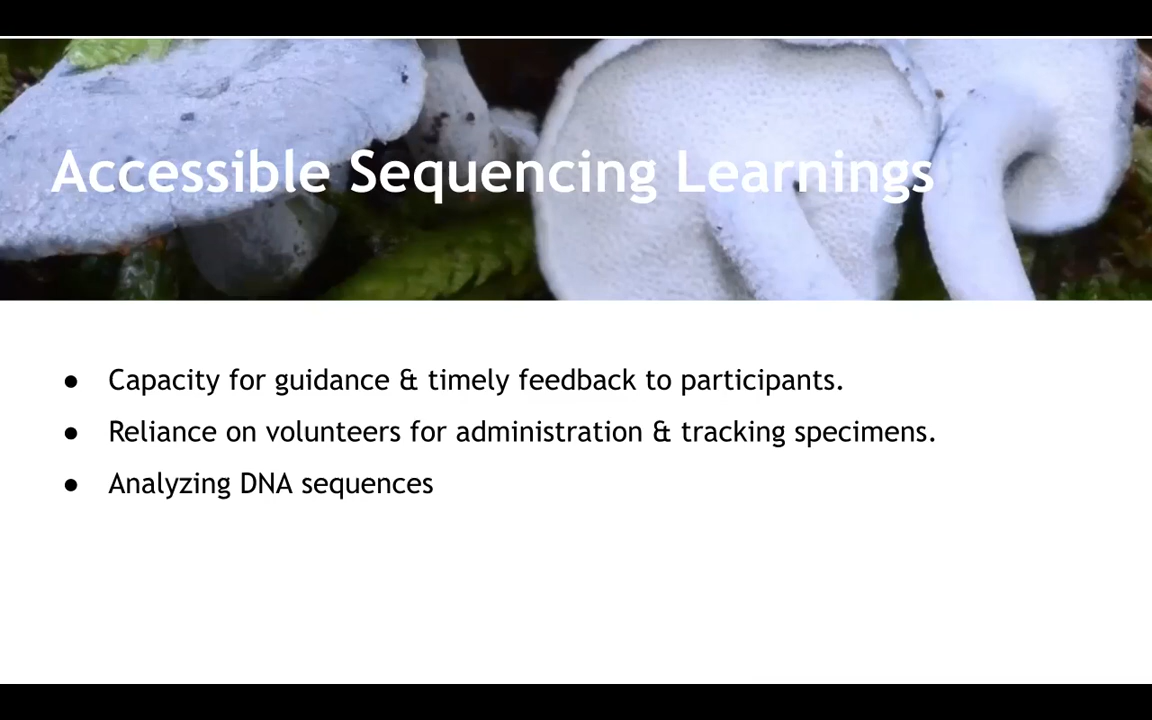 Accessible Sequencing Learnings
● Capacity for guidance & timely feedback to participants.
● Reliance on volunteers for administration & tracking specimens.
● Analyzing DNA sequences